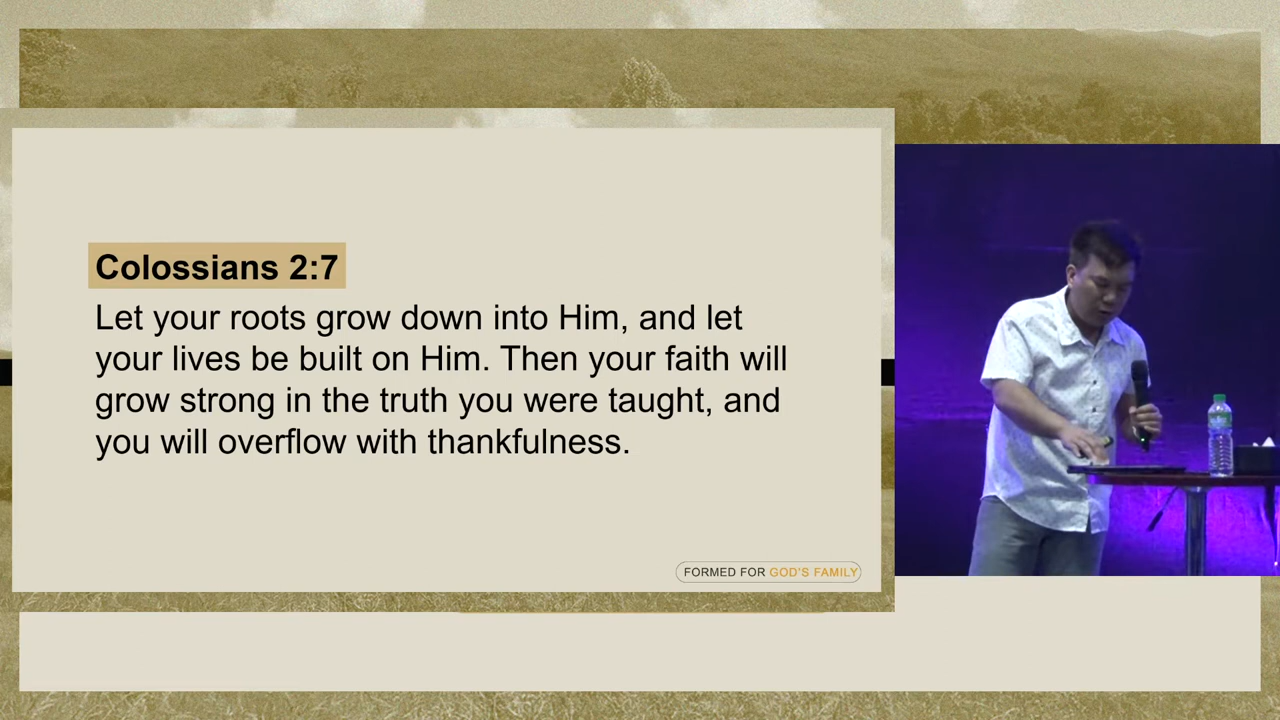 Colossians 2:7
Let your roots grow down into Him, and let
your lives be built on Him. Then your faith will
grow strong in the truth you were taught, and
you will overflow with thankfulness.
FORMED FOR GOD'S FAMILY